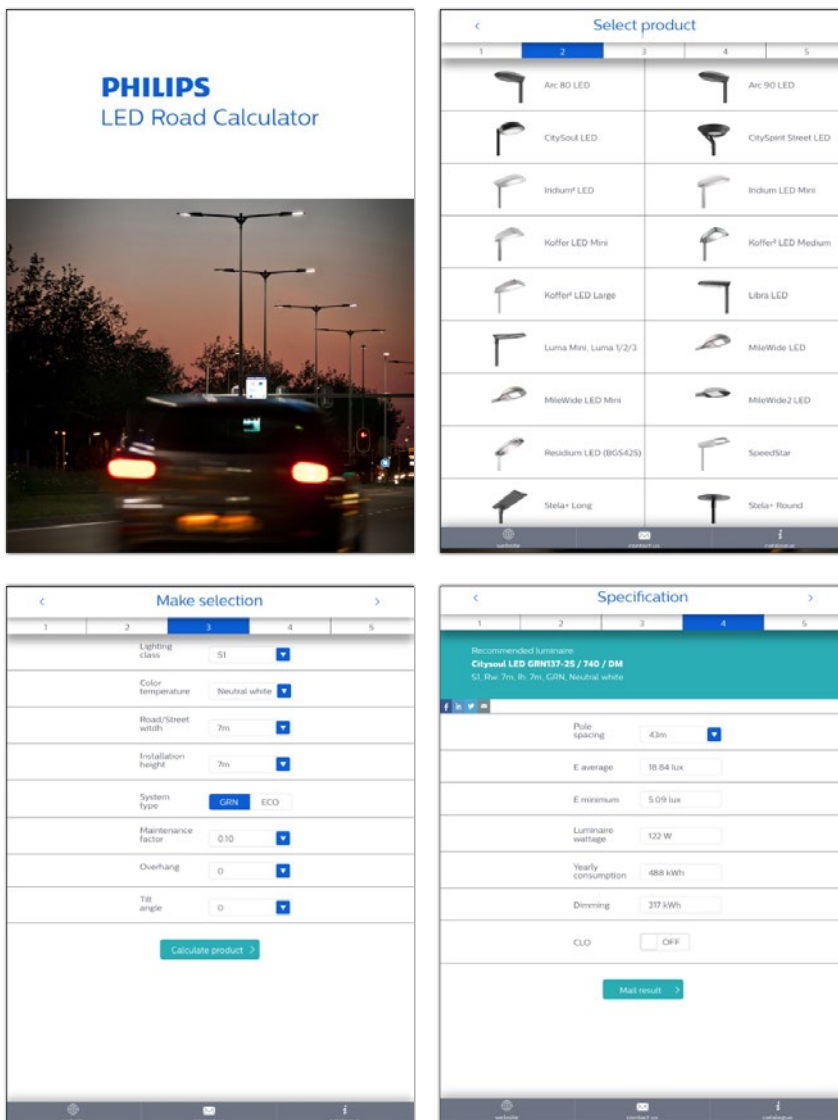 PHILIPS
LED Road Calculator
Select product
1 2 3 4 5
Arc 80 LED
Arc 90 LED
CitySoul LED
CitySpirit Street LED
Iridium² LED
Iridium LED Mini
Koffer LED Mini
Koffer² LED Medium
Koffer² LED Large
Libra LED
Luma Mini, Luma 1/2/3
MileWide LED
MileWide LED Mini
MileWide2 LED
Residium LED (BGS425)
SpeedStar
Stela+ Long
Stela+ Round
website
contact us
catalogue
Make selection
1 2 3 4 5
Lighting
class
S1
Color
temperature
Neutral white
Road/Street
witdh
7m
Installation
height
7m
System
type
GRN ECO
Maintenance
factor
0.10
Overhang
0
Tilt
angle
0
Calculate product
Specification
1 2 3 4 5
Recommended luminaire:
Citysoul LED GRN137-2S / 740 / DM
S1, Rw: 7m, Ih: 7m, GRN, Neutral white
Pole
spacing
43m
E average
18.84 lux
E minimum
5.09 lux
Luminaire
wattage
122 W
Yearly
consumption
488 kWh
Dimming
317 kWh
CLO
OFF
Mail result
website
contact us
catalogue